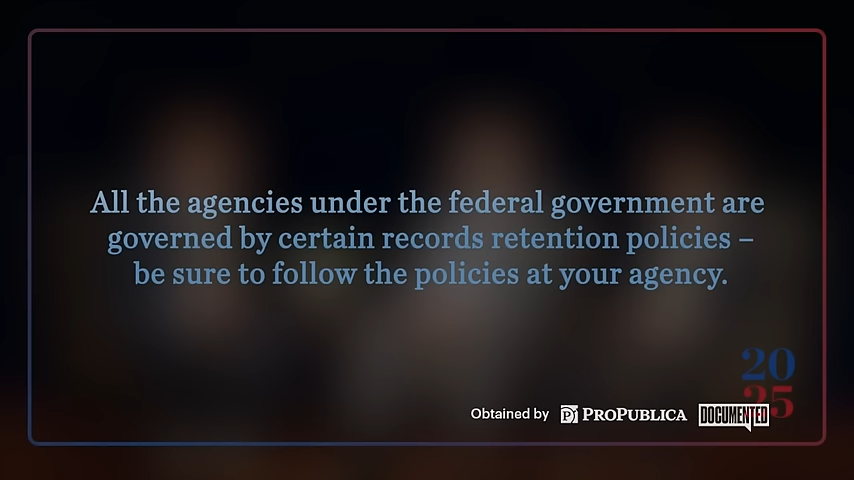 All the agencies under the federal government are
governed by certain records retention policies –
be sure to follow the policies at your agency.
20
25
Obtained by PROPUBLICA DOCUMENTED